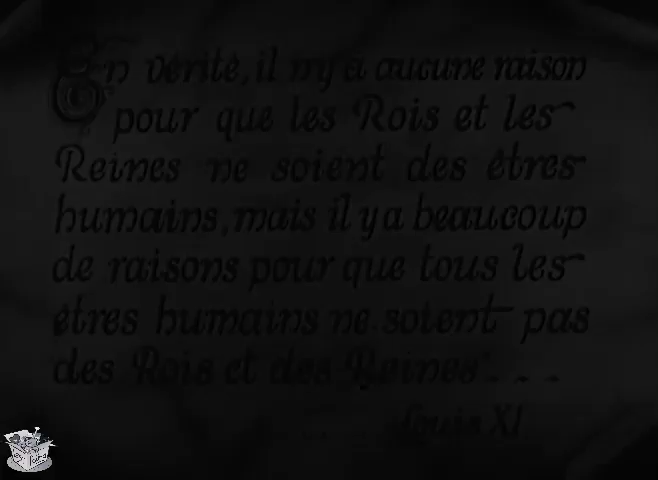 En vérité, il n'y a aucune raison
pour que les Rois et les
Reines ne soient des êtres
humains, mais il y a beaucoup
de raisons pour que tous les
êtres humains ne soient pas
des Rois et des Reines . . .
Louis XI